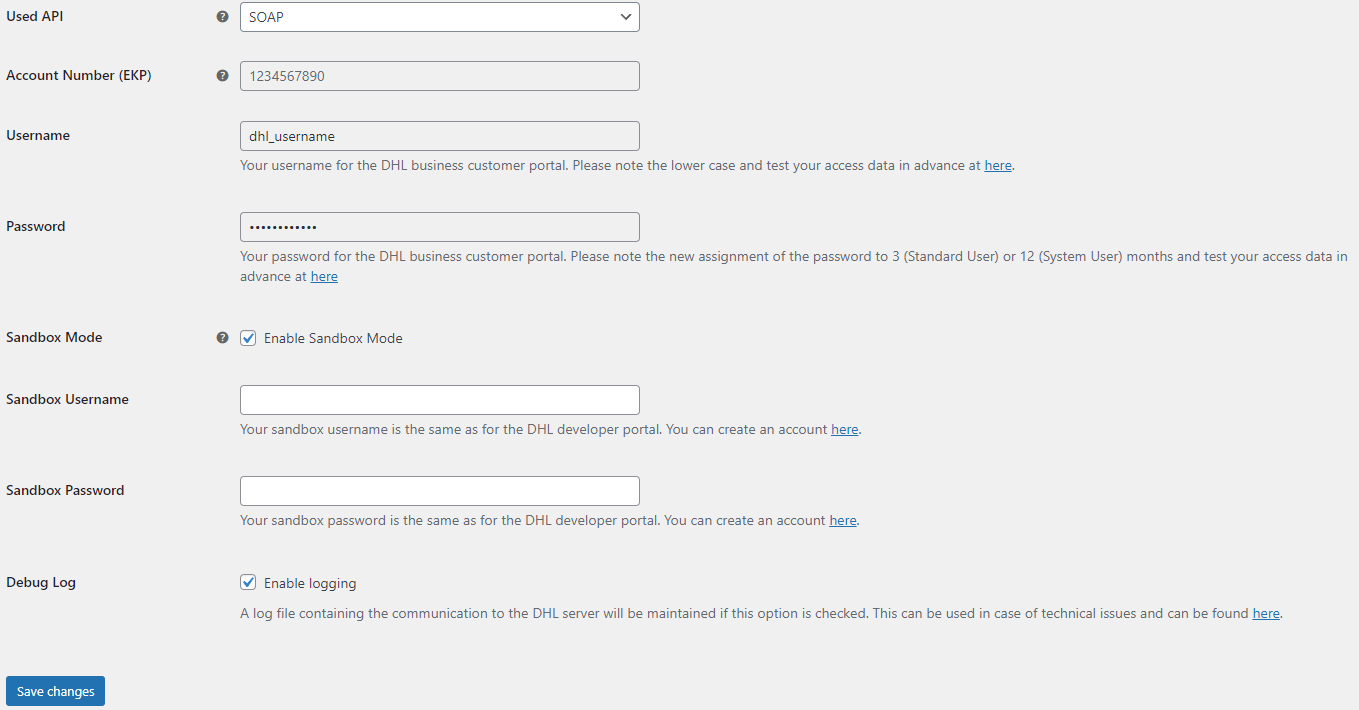 Used API
SOAP
Account Number (EKP)
1234567890
Username
dhl_username
Your username for the DHL business customer portal. Please note the lower case and test your access data in advance at here.
Password
••••••••••••
Your password for the DHL business customer portal. Please note the new assignment of the password to 3 (Standard User) or 12 (System User) months and test your access data in
advance at here
Sandbox Mode
Enable Sandbox Mode
Sandbox Username
Your sandbox username is the same as for the DHL developer portal. You can create an account here.
Sandbox Password
Your sandbox password is the same as for the DHL developer portal. You can create an account here.
Debug Log
Enable logging
A log file containing the communication to the DHL server will be maintained if this option is checked. This can be used in case of technical issues and can be found here.
Save changes